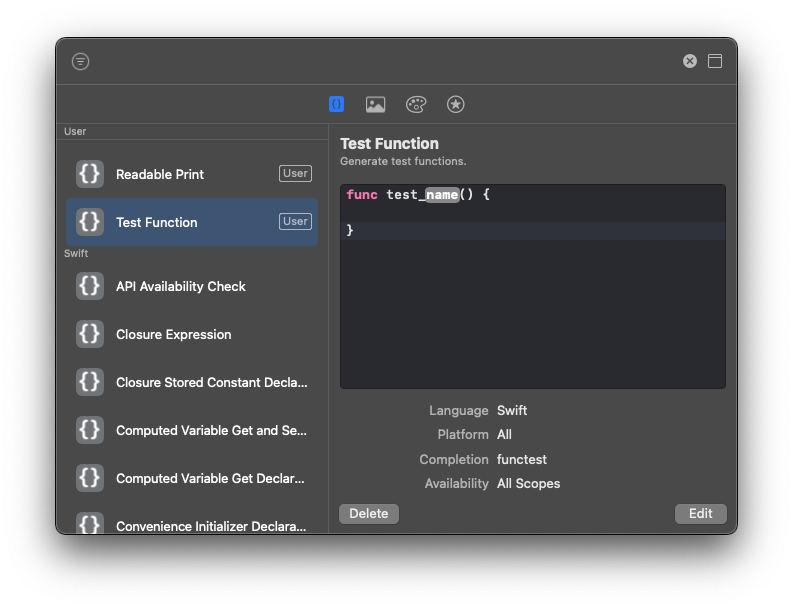 User
Readable Print
User
Test Function
User
Swift
API Availability Check
Closure Expression
Closure Stored Constant Decla...
Computed Variable Get and Se...
Computed Variable Get Declar...
Convenience Initializer Declara...
Test Function
Generate test functions.
func test_name() {
}
Language Swift
Platform All
Completion functest
Availability All Scopes
Delete
Edit